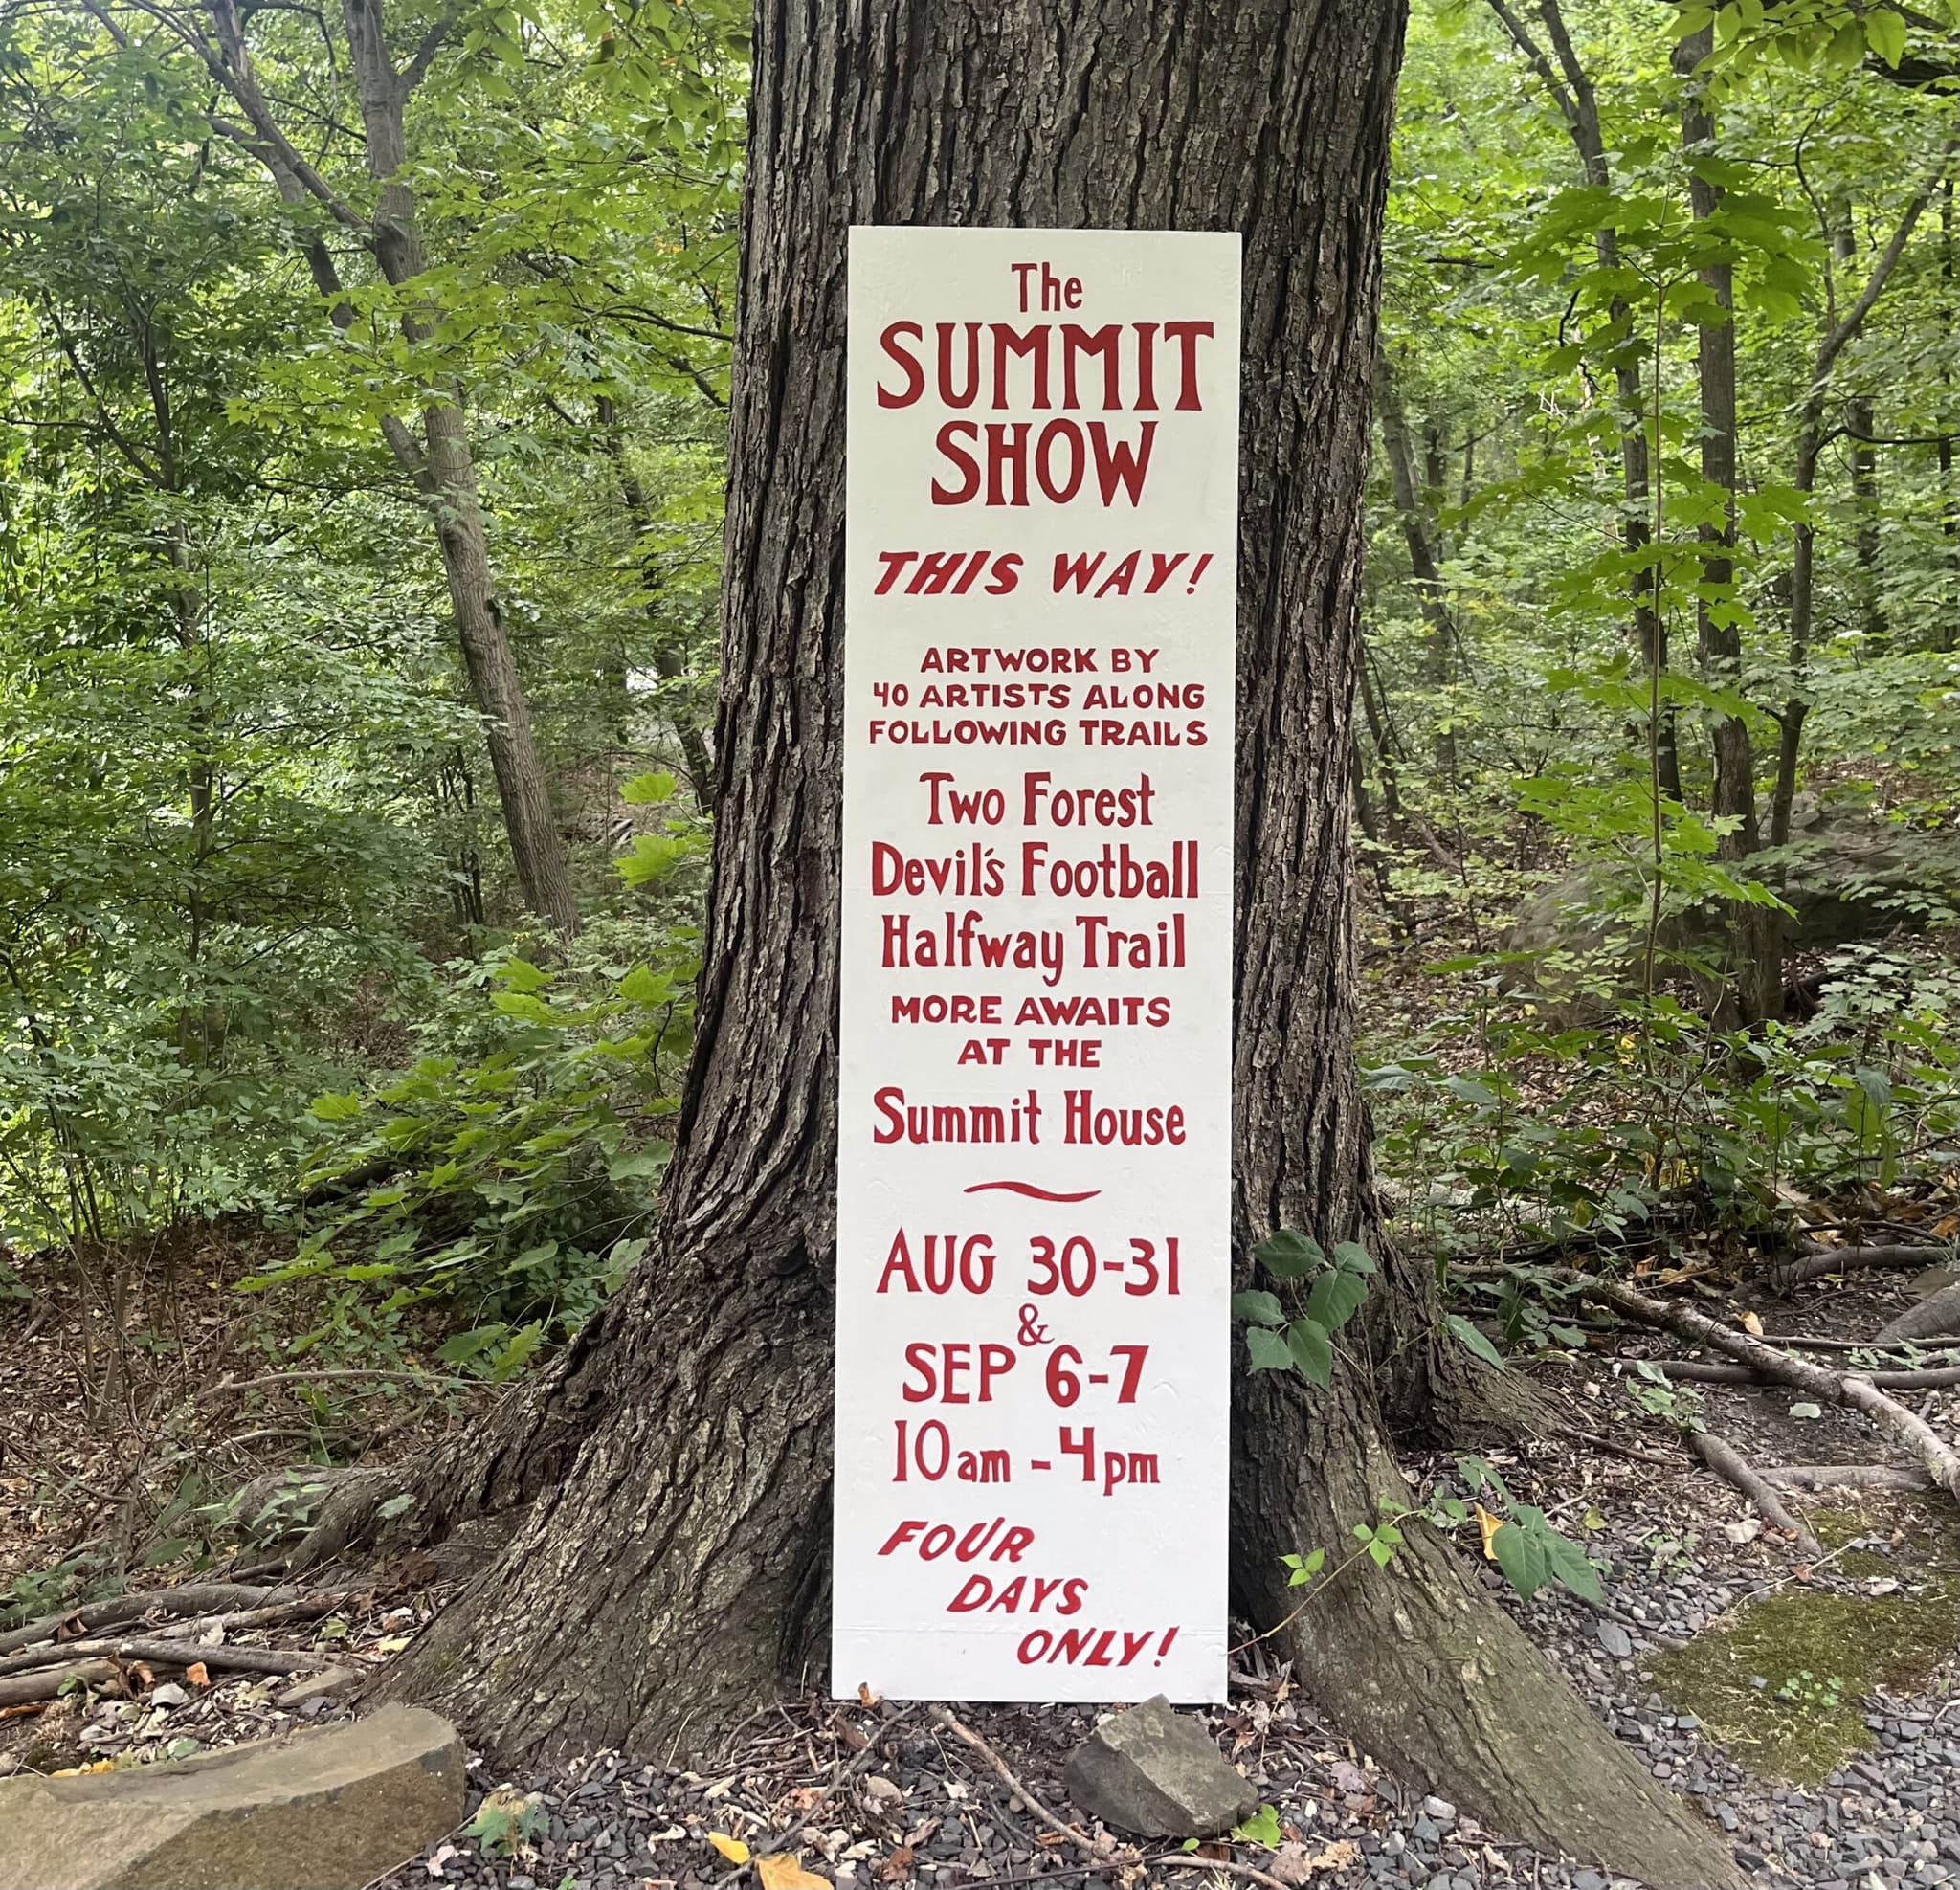 The
SUMMIT
SHOW
THIS WAY!
ARTWORK BY
40 ARTISTS ALONG
FOLLOWING TRAILS
Two Forest
Devil's Football
Halfway Trail
MORE AWAITS
AT THE
Summit House
AUG 30-31
&
SEP 6-7
10am - 4pm
FOUR
DAYS
ONLY!